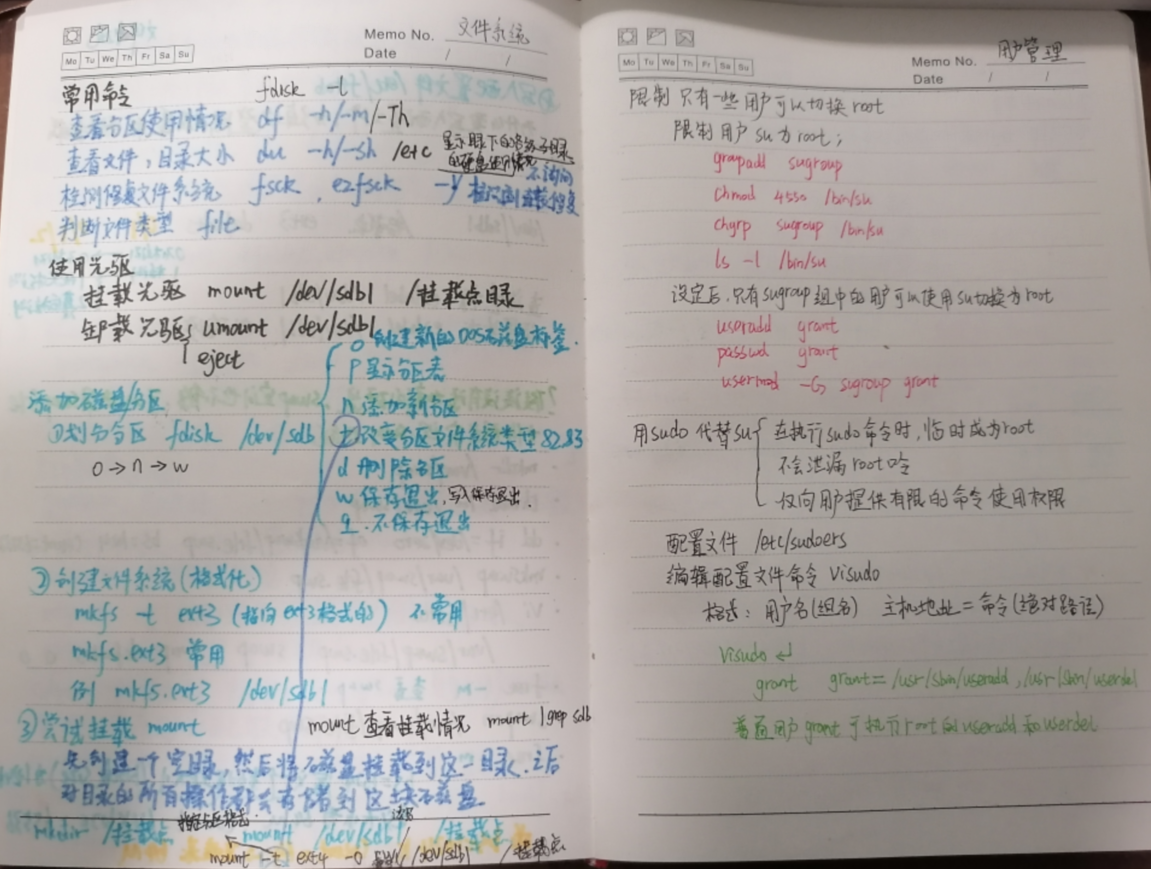 Memo No. 文件系统
Mo Tu We Th Fr Sa Su
Date / /
常用命令 fdisk -l
查看分区使用情况 df -h/-m/-Th
查看文件,目录大小 du -h/-sh /etc
显示眼下的各级子目录
的硬盘使用情况
检测修复文件系统 fsck , e2fsck -y
不询问
检测到直接修复
判断文件类型 file
使用光驱
挂载光驱 mount /dev/sdb1 /挂载点目录
卸载光驱 umount /dev/sdb1
eject
o 创建新的DOS磁盘标签.
p 显示分区表
n 添加新分区
t 改变分区文件系统类型 82.83
d 删除分区
w 保存退出,写入保存退出.
q.不保存退出
添加磁盘/分区
①划分分区 fdisk /dev/sdb
o→n→w
②创建文件系统(格式化)
mkfs -t ext3 (指向ext3格式的) 不常用
mkfs.ext3 常用
例 mkfs.ext3 /dev/sdb1
③尝试挂载 mount
mount 查看挂载情况 mount | grep sdb
先创建一个空目录,然后将磁盘挂载到这一目录.之后
对目录的所有操作都会存储到这块磁盘
mkdir /挂载点 mount /dev/sdb1 /挂载点
指定分区格式.
mount -t ext4 -o /dev/sdb1 /挂载点
Memo No. 用户管理
Mo Tu We Th Fr Sa Su
Date / /
限制只有一些用户可以切换root
限制用户su为root;
groupadd sugroup
chmod 4550 /bin/su
chgrp sugroup /bin/su
ls -l /bin/su
设定后,只有sugroup组中的用户可以使用su切换为root
useradd grant
passwd grant
usermod -G sugroup grant
用sudo代替su
在执行sudo命令时,临时成为root
不会泄漏root口令
仅向用户提供有限的命令使用权限
配置文件 /etc/sudoers
编辑配置文件命令 visudo
格式: 用户名(组名) 主机地址=命令(绝对路径)
visudo ↵
grant grant= /usr/sbin/useradd ,/usr/sbin/userdel
普通用户grant可执行root的useradd和userdel